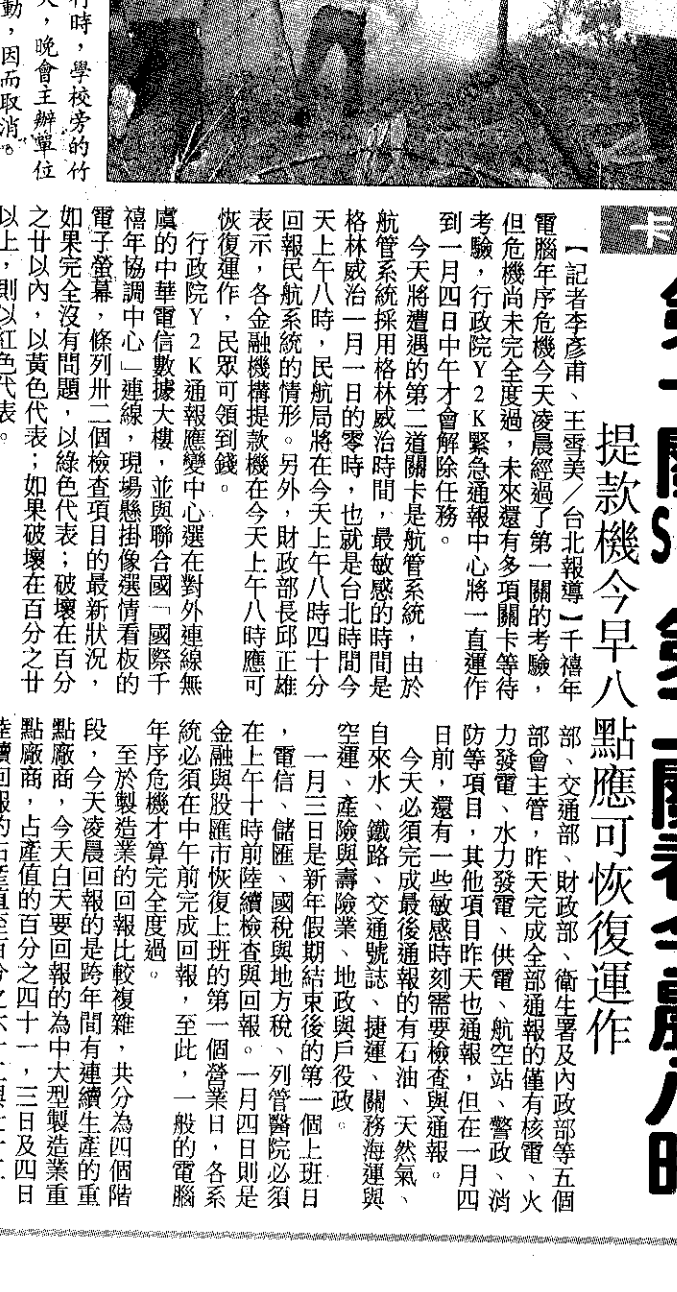 提款機今早八點應可恢復運作
卡
【記者李彥甫、王雪美／台北報導】千禧年
電腦年序危機今天凌晨經過了第一關的考驗，
但危機尚未完全度過，未來還有多項關卡等待
考驗，行政院Y2K緊急通報中心將一直運作
到一月四日中午才會解除任務。
今天將遭遇的第二道關卡是航管系統，由於
航管系統採用格林威治時間，最敏感的時間是
格林威治一月一日的零時，也就是台北時間今
天上午八時，民航局將在今天上午八時四十分
回報民航系統的情形。另外，財政部長邱正雄
表示，各金融機構提款機在今天上午八時應可
恢復運作，民眾可領到錢。
行政院Y2K通報應變中心選在對外連線無
虞的中華電信數據大樓，並與聯合國「國際千
禧年協調中心」連線，現場懸掛像選情看板的
電子螢幕，條列卅二個檢查項目的最新狀況，
如果完全沒有問題，以綠色代表；破壞在百分
之廿以內，以黃色代表；如果破壞在百分之廿
以上，則以紅色代表。
部、交通部、財政部、衛生署及內政部等五個
部會主管，昨天完成全部通報的僅有核電、火
力發電、水力發電、供電、航空站、警政、消
防等項目，其他項目昨天也通報，但在一月四
日前，還有一些敏感時刻需要檢查與通報。
今天必須完成最後通報的有石油、天然氣、
自來水、鐵路、交通號誌、捷運、關務海運與
空運、產險與壽險業、地政與戶役政。
一月三日是新年假期結束後的第一個上班日
，電信、儲匯、國稅與地方稅、列管醫院必須
在上午十時前陸續檢查與回報。一月四日則是
金融與股匯市恢復上班的第一個營業日，各系
統必須在中午前完成回報，至此，一般的電腦
年序危機才算完全度過。
至於製造業的回報比較複雜，共分為四個階
段，今天凌晨回報的是跨年間有連續生產的重
點廠商，今天白天要回報的為中大型製造業重
點廠商，占產值的百分之四十一，三日及四日
行時，學校旁的竹
晚會主辦單位
動，因而取消。